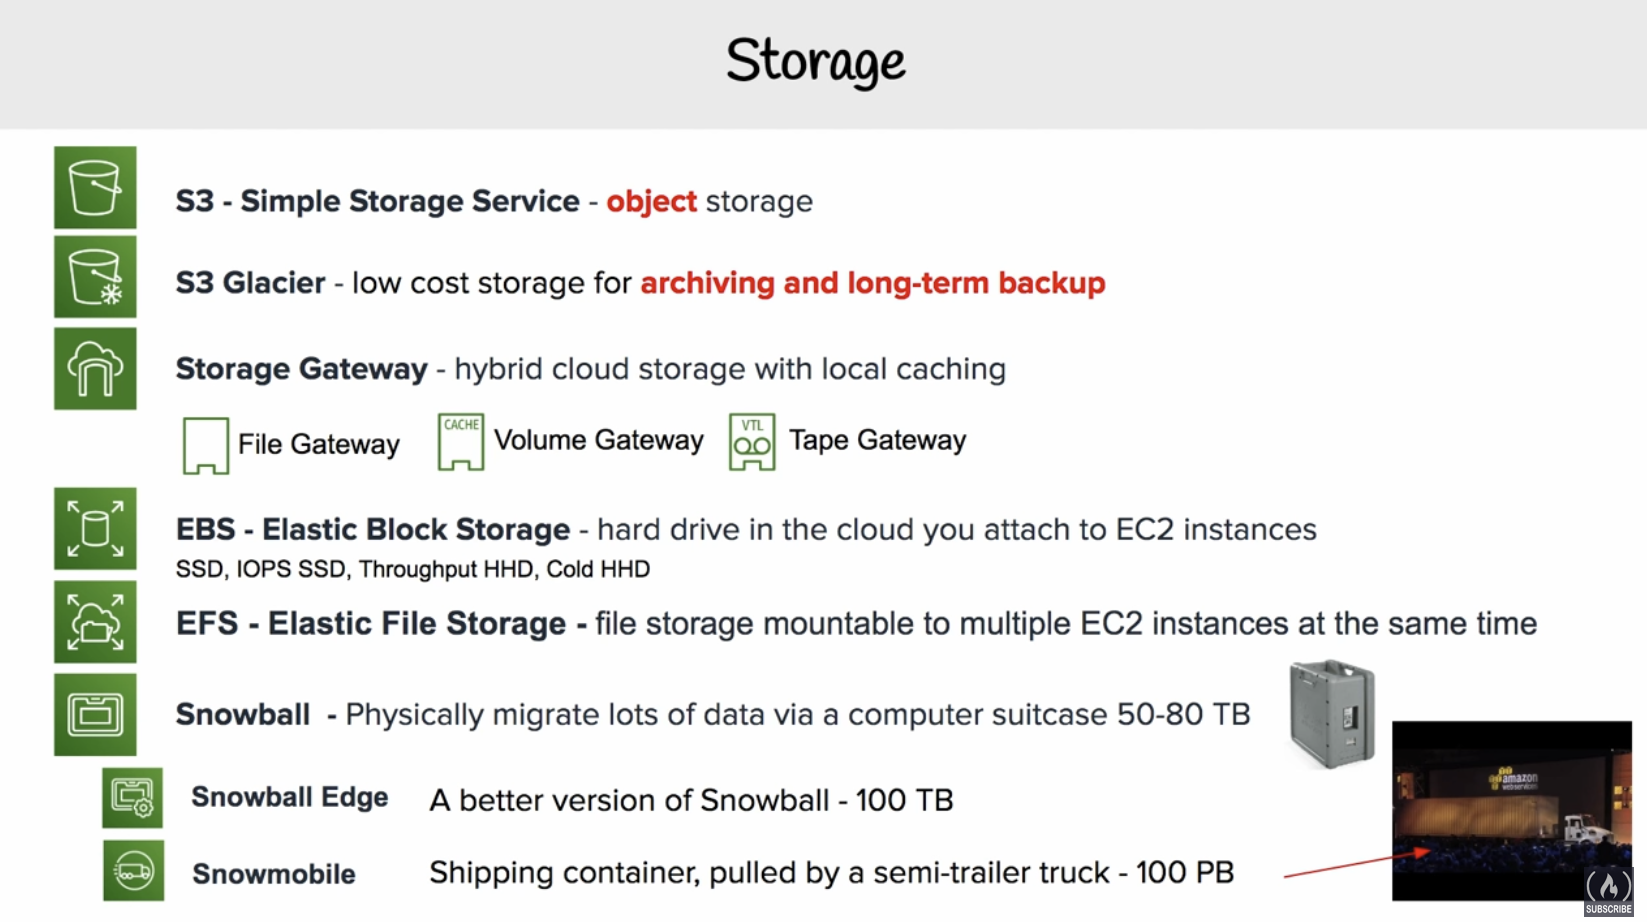 Storage
S3 - Simple Storage Service - object storage
S3 Glacier - low cost storage for archiving and long-term backup
Storage Gateway - hybrid cloud storage with local caching
File Gateway
CACHE
Volume Gateway
VTL
Tape Gateway
EBS - Elastic Block Storage - hard drive in the cloud you attach to EC2 instances
SSD, IOPS SSD, Throughput HHD, Cold HHD
EFS - Elastic File Storage - file storage mountable to multiple EC2 instances at the same time
Snowball - Physically migrate lots of data via a computer suitcase 50-80 TB
Snowball Edge A better version of Snowball - 100 TB
Snowmobile Shipping container, pulled by a semi-trailer truck - 100 PB
amazon
webservices
SUBSCRIBE